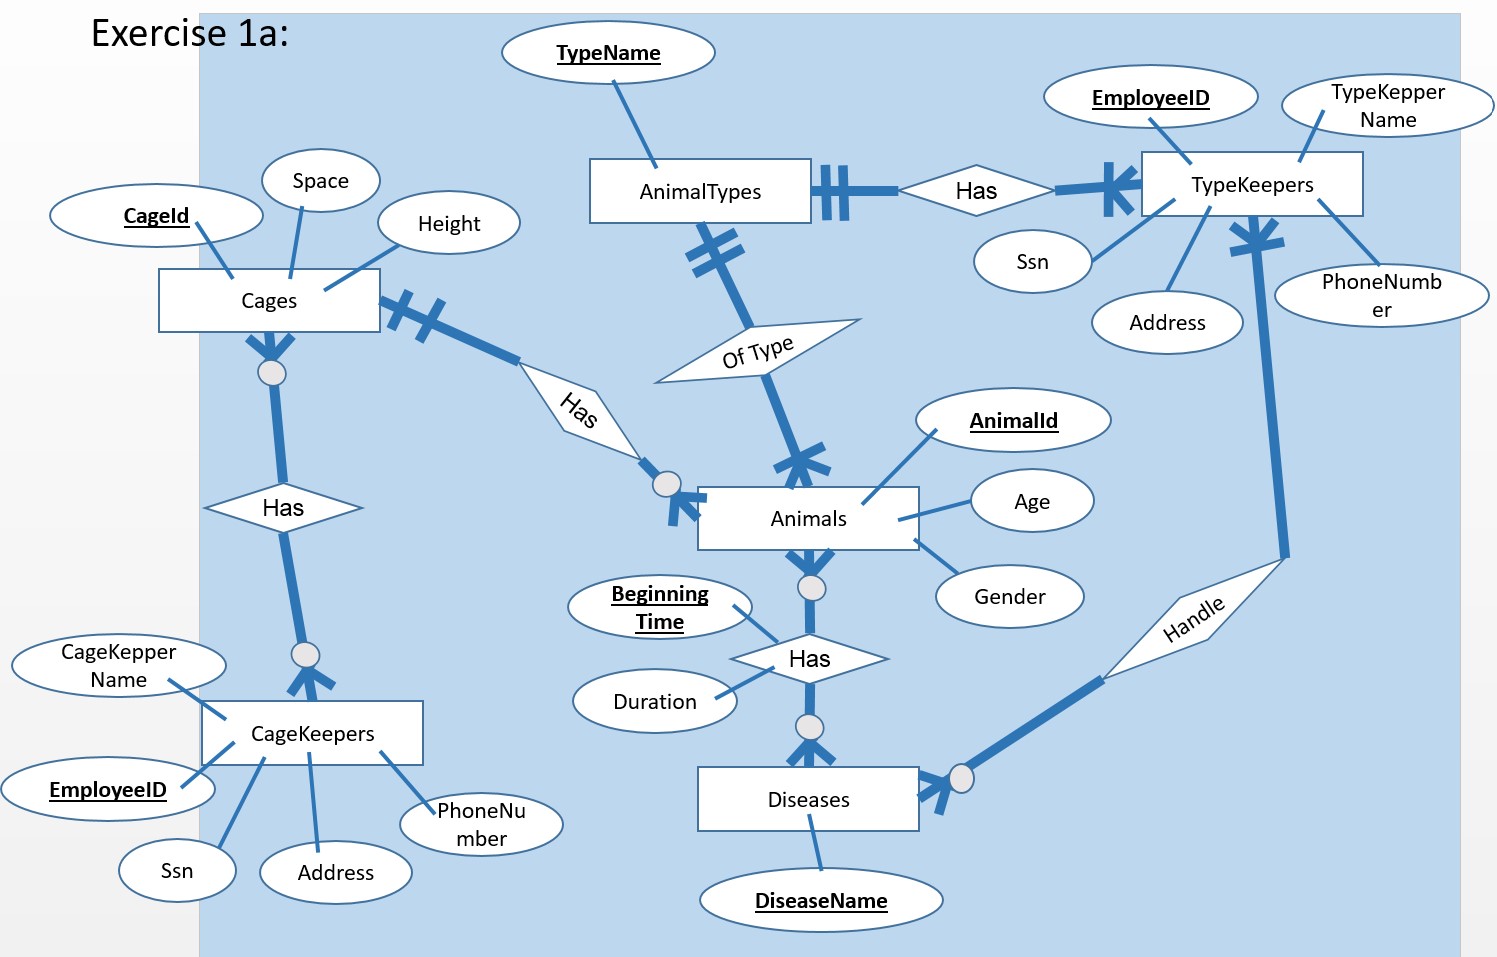 Exercise 1a:
TypeName
EmployeeID
TypeKepper
Name
Space
CageId
Height
AnimalTypes
Has
TypeKeepers
Ssn
Cages
PhoneNumb
er
Address
Of Type
Has
AnimalId
Age
Animals
Has
Beginning
Time
Gender
Handle
CageKepper
Name
Has
Duration
CageKeepers
EmployeeID
Diseases
PhoneNu
mber
Ssn
Address
DiseaseName